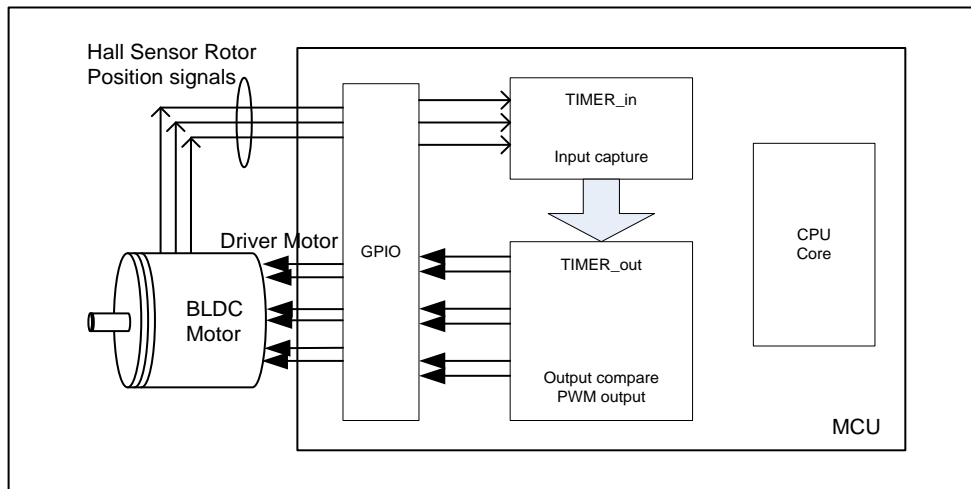 Hall Sensor Rotor
Position signals
TIMER_in
Input capture
Driver Motor
GPIO
TIMER_out
CPU
Core
BLDC
Motor
Output compare
PWM output
MCU